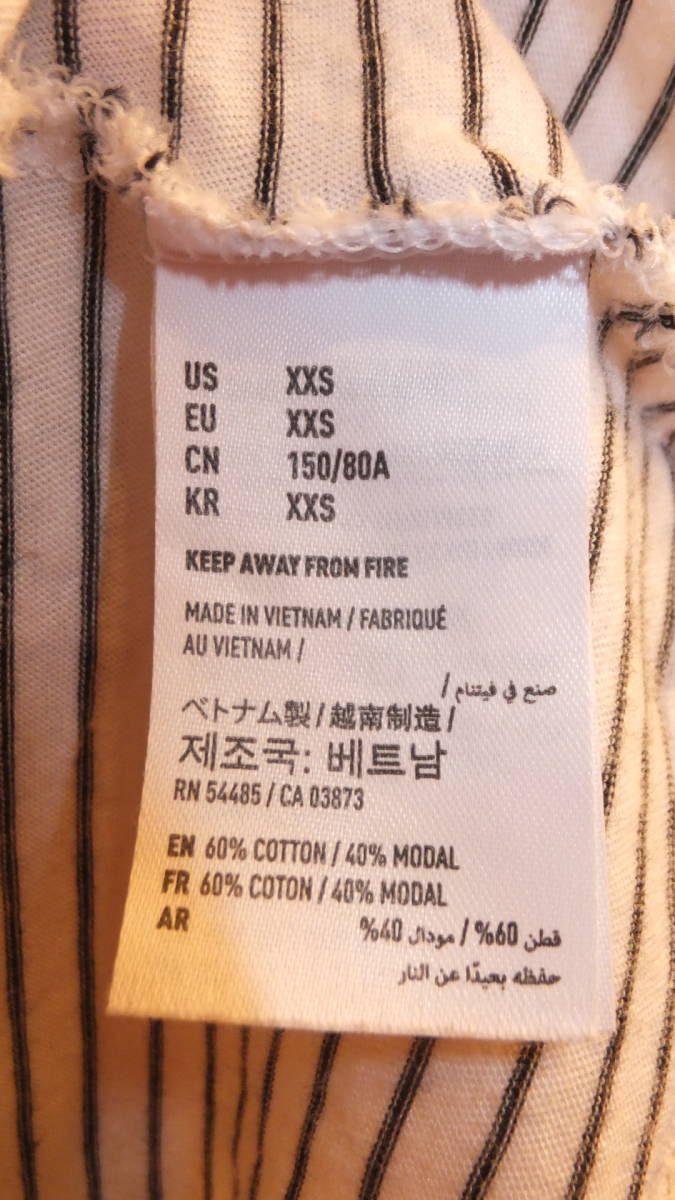 US XXS
EU XXS
CN 150/80A
KR XXS
KEEP AWAY FROM FIRE
MADE IN VIETNAM / FABRIQUÉ
AU VIETNAM /
صنع في فيتنام /
ベトナム製 / 越南制造 /
제조국: 베트남
RN 54485 / CA 03873
EN 60% COTTON / 40% MODAL
FR 60% COTON / 40% MODAL
AR قطن 60% / مودال 40%
حفظه بعيدًا عن النار